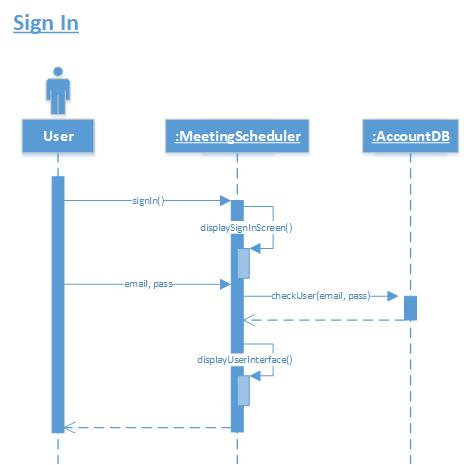 Sign In
User
:MeetingScheduler
:AccountDB
signIn()
displaySignInScreen()
email, pass
checkUser(email, pass)
displayUserInterface()